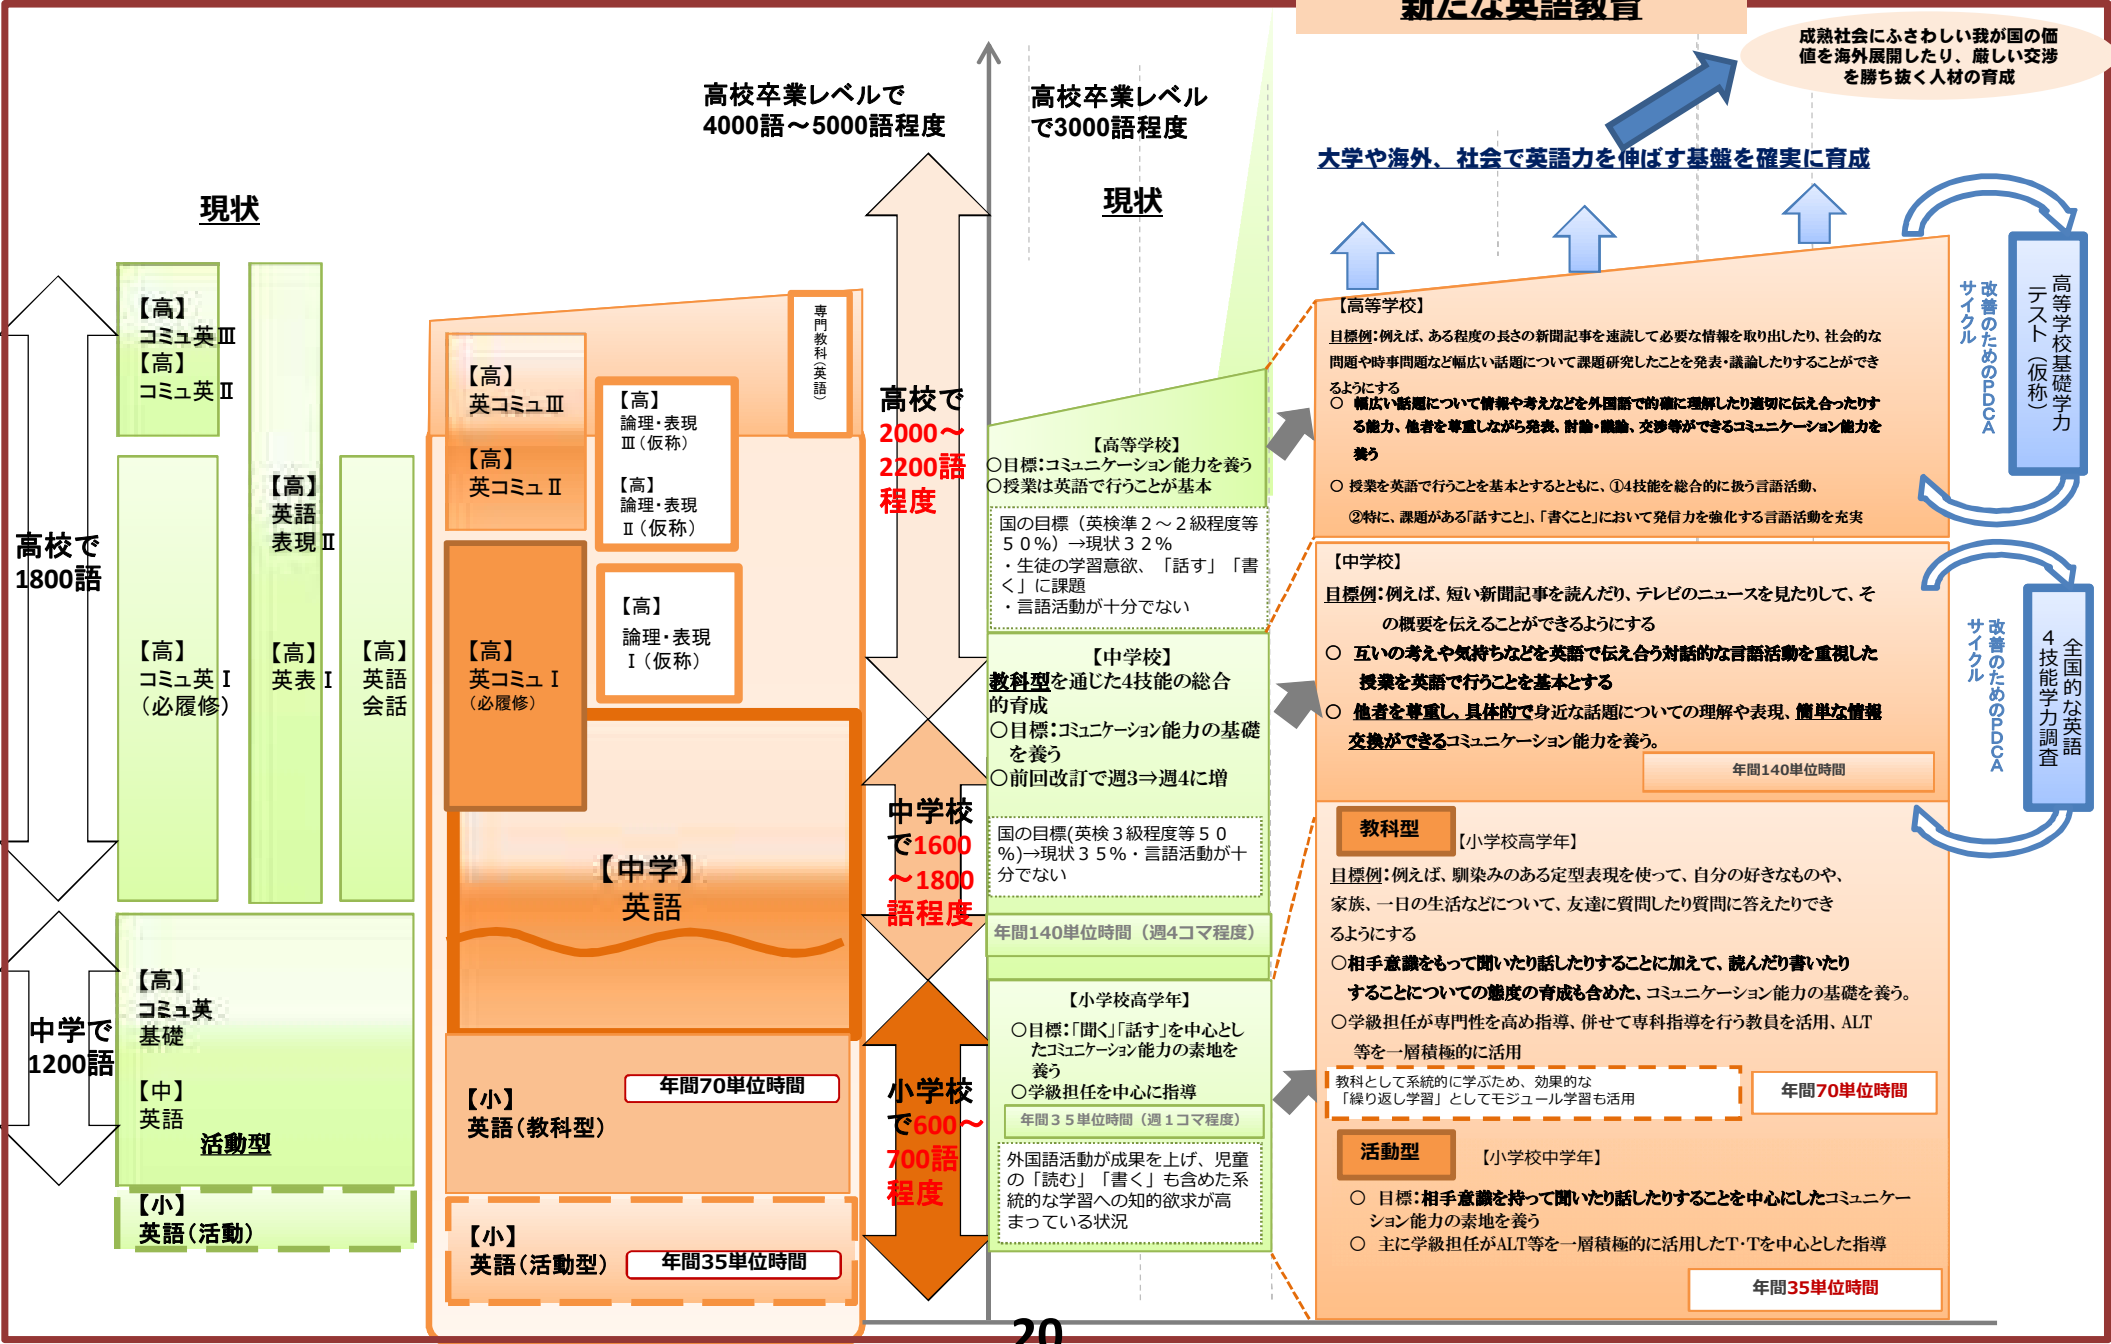 新たな英語教育
成熟社会にふさわしい我が国の価
値を海外展開したり、厳しい交渉
を勝ち抜く人材の育成
大学や海外、社会で英語力を伸ばす基盤を確実に育成
高校卒業レベルで
4000語～5000語程度
高校卒業レベル
で3000語程度
現状
高校で
1800語
中学で
1200語
【高】
コミュ英Ⅲ
【高】
コミュ英Ⅱ
【高】
コミュ英Ⅰ
（必履修）
【高】
英語
表現Ⅱ
【高】
英表Ⅰ
【高】
英語
会話
【高】
コミュ英
基礎
【中】
英語
活動型
【小】
英語（活動）
専門教科（英語）
【高】
英コミュⅢ
【高】
英コミュⅡ
【高】
論理・表現
Ⅲ（仮称）
【高】
論理・表現
Ⅱ（仮称）
【高】
英コミュⅠ
（必履修）
【高】
論理・表現
Ⅰ（仮称）
【中学】
英語
【小】
英語（教科型）
年間70単位時間
【小】
英語（活動型）
年間35単位時間
高校で
2000～
2200語
程度
中学校
で1600
～1800
語程度
小学校
で600～
700語
程度
現状
【高等学校】
○目標：コミュニケーション能力を養う
○授業は英語で行うことが基本
国の目標（英検準２～２級程度等
５０％）→現状３２％
・生徒の学習意欲、「話す」「書
く」に課題
・言語活動が十分でない
【中学校】
教科型を通じた4技能の総合
的育成
○目標：コミュニケーション能力の基礎
を養う
○前回改訂で週3⇒週4に増
国の目標(英検３級程度等５０
％)→現状３５％・言語活動が十
分でない
年間140単位時間（週4コマ程度）
【小学校高学年】
○目標：「聞く」「話す」を中心とし
たコミュニケーション能力の素地を
養う
○学級担任を中心に指導
年間３５単位時間（週１コマ程度）
外国語活動が成果を上げ、児童
の「読む」「書く」も含めた系
統的な学習への知的欲求が高
まっている状況
【高等学校】
目標例：例えば、ある程度の長さの新聞記事を速読して必要な情報を取り出したり、社会的な
問題や時事問題など幅広い話題について課題研究したことを発表・議論したりすることができ
るようにする
○ 幅広い話題について情報や考えなどを外国語で的確に理解したり適切に伝え合ったりす
る能力、他者を尊重しながら発表、討論・議論、交渉等ができるコミュニケーション能力を
養う
○ 授業を英語で行うことを基本とするとともに、①4技能を総合的に扱う言語活動、
②特に、課題がある「話すこと」、「書くこと」において発信力を強化する言語活動を充実
【中学校】
目標例：例えば、短い新聞記事を読んだり、テレビのニュースを見たりして、そ
の概要を伝えることができるようにする
○ 互いの考えや気持ちなどを英語で伝え合う対話的な言語活動を重視した
授業を英語で行うことを基本とする
○ 他者を尊重し、具体的で身近な話題についての理解や表現、簡単な情報
交換ができるコミュニケーション能力を養う。
年間140単位時間
教科型
【小学校高学年】
目標例：例えば、馴染みのある定型表現を使って、自分の好きなものや、
家族、一日の生活などについて、友達に質問したり質問に答えたりでき
るようにする
○相手意識をもって聞いたり話したりすることに加えて、読んだり書いたり
することについての態度の育成も含めた、コミュニケーション能力の基礎を養う。
○学級担任が専門性を高め指導、併せて専科指導を行う教員を活用、ALT
等を一層積極的に活用
教科として系統的に学ぶため、効果的な
「繰り返し学習」としてモジュール学習も活用
年間70単位時間
活動型
【小学校中学年】
○ 目標：相手意識を持って聞いたり話したりすることを中心にしたコミュニケー
ション能力の素地を養う
○ 主に学級担任がALT等を一層積極的に活用したT・Tを中心とした指導
年間35単位時間
高等学校基礎学力
テスト（仮称）
改善のためのPDCA
サイクル
全国的な英語
４技能学力調査
改善のためのPDCA
サイクル
20